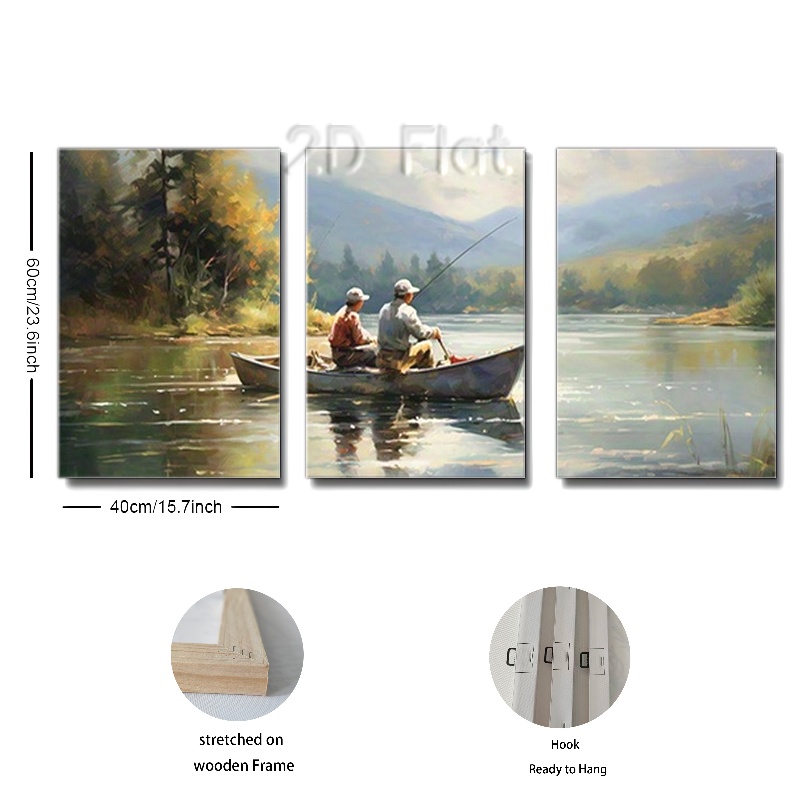 2D Flat
60cm/23.6inch
40cm/15.7inch
stretched on
wooden Frame
Hook
Ready to Hang